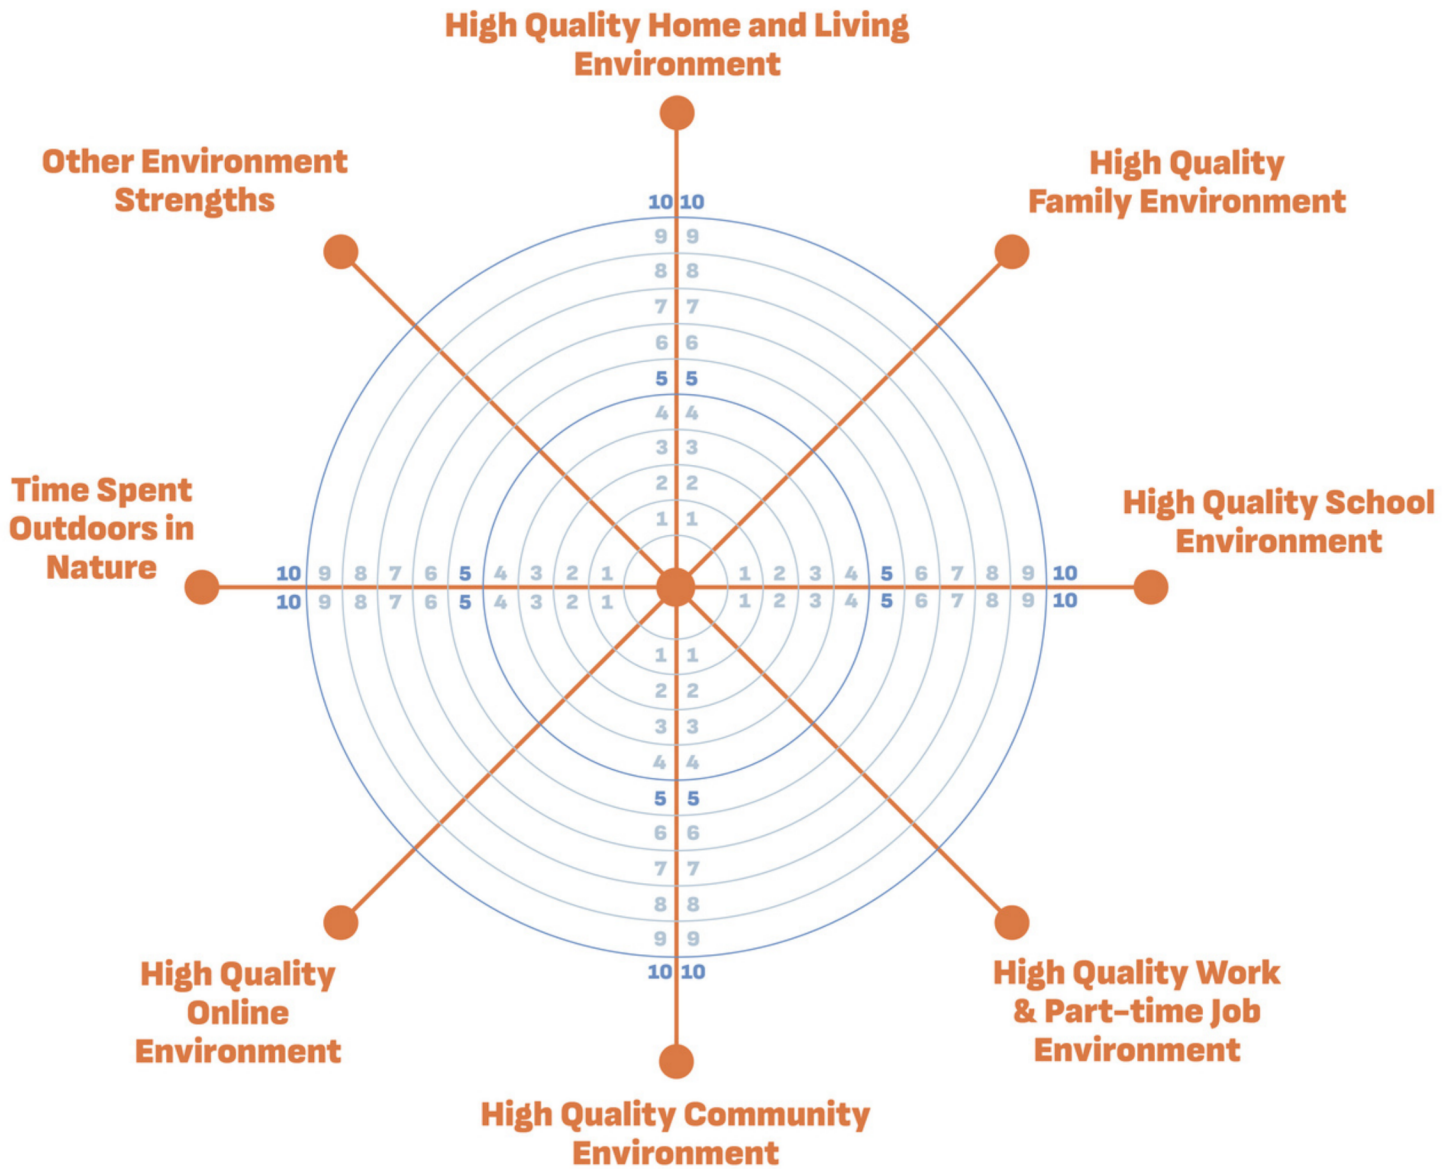 High Quality Home and Living
Environment
Other Environment
Strengths
High Quality
Family Environment
10 10
9 9
8 8
7 7
6 6
5 5
4 4
3 3
2 2
1 1
Time Spent
Outdoors in
Nature
High Quality School
Environment
10 9 8 7 6 5 4 3 2 1 1 2 3 4 5 6 7 8 9 10
10 9 8 7 6 5 4 3 2 1 1 2 3 4 5 6 7 8 9 10
1 1
2 2
3 3
4 4
5 5
6 6
7 7
8 8
9 9
10 10
High Quality
Online
Environment
High Quality Work
& Part-time Job
Environment
High Quality Community
Environment